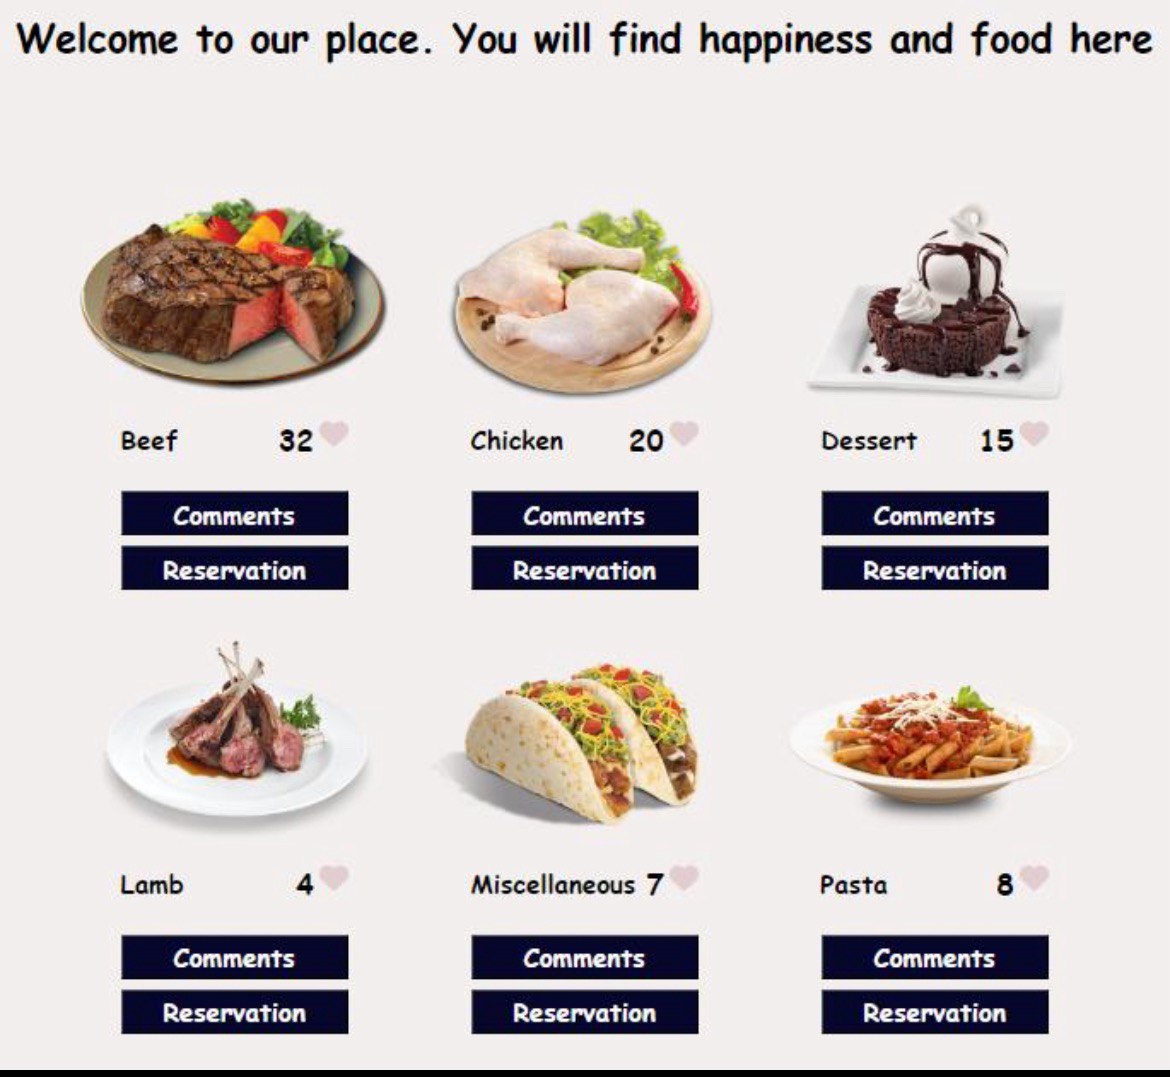 Welcome to our place. You will find happiness and food here
Beef 32
Chicken 20
Dessert 15
Comments
Comments
Comments
Reservation
Reservation
Reservation
Lamb 4
Miscellaneous 7
Pasta 8
Comments
Comments
Comments
Reservation
Reservation
Reservation